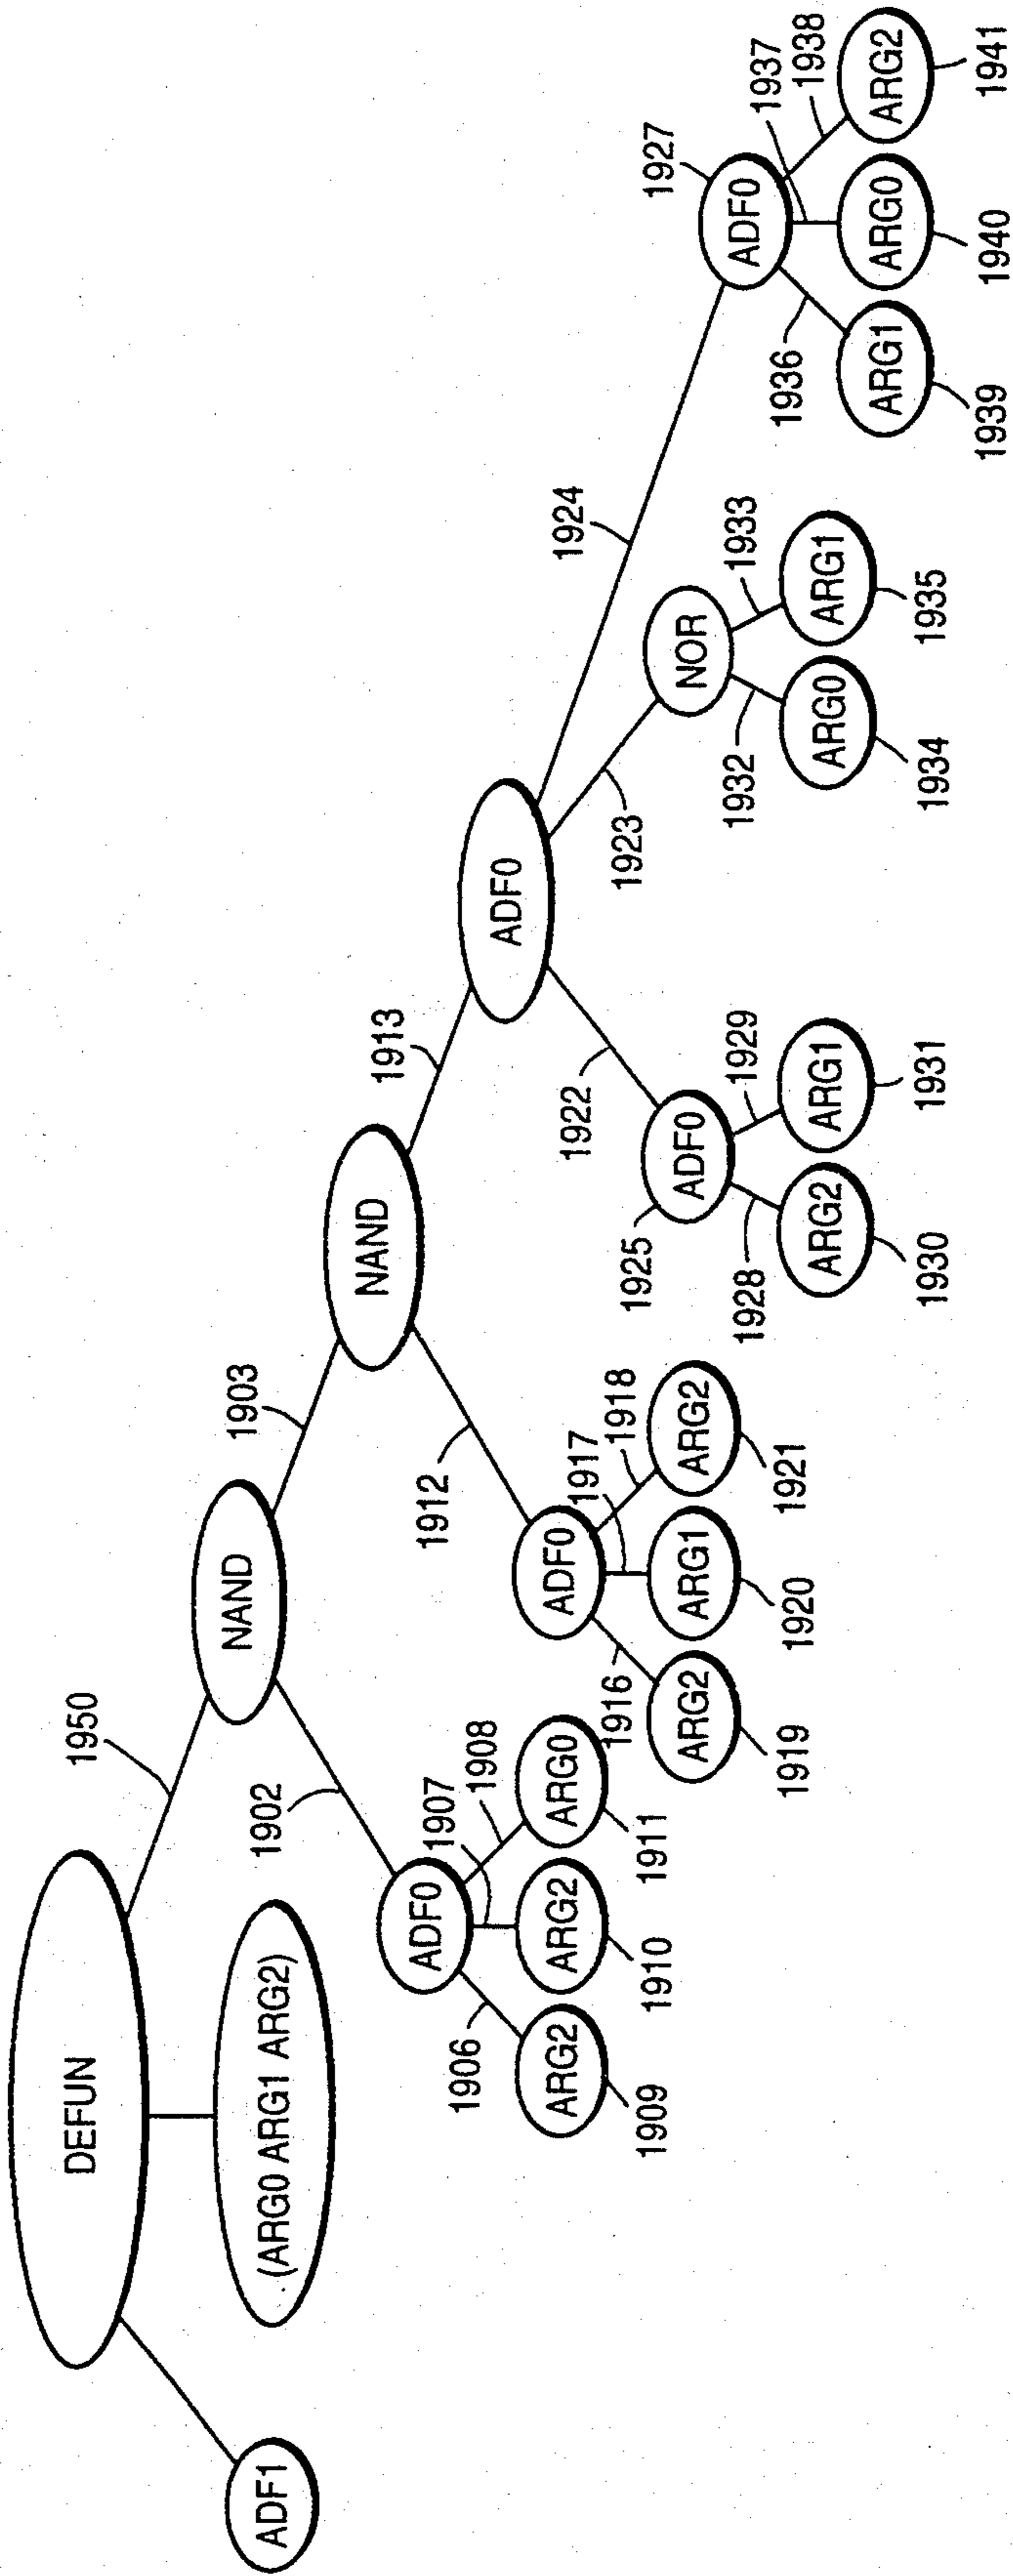 DEFUN
1950
ADF1
(ARG0 ARG1 ARG2)
NAND
1902
1903
ADF0
NAND
1906
1907
1908
1912
1913
ARG2
ARG2
ARG0
1909
1910
1911
ADF0
ADF0
1916
1917
1918
1922
1923
1924
ARG2
ARG1
ARG2
1919
1920
1921
1925
ADF0
NOR
ADF0
1927
1928
1929
1932
1933
1936
1937
1938
ARG2
ARG1
ARG0
ARG1
ARG1
ARG0
ARG2
1930
1931
1934
1935
1939
1940
1941